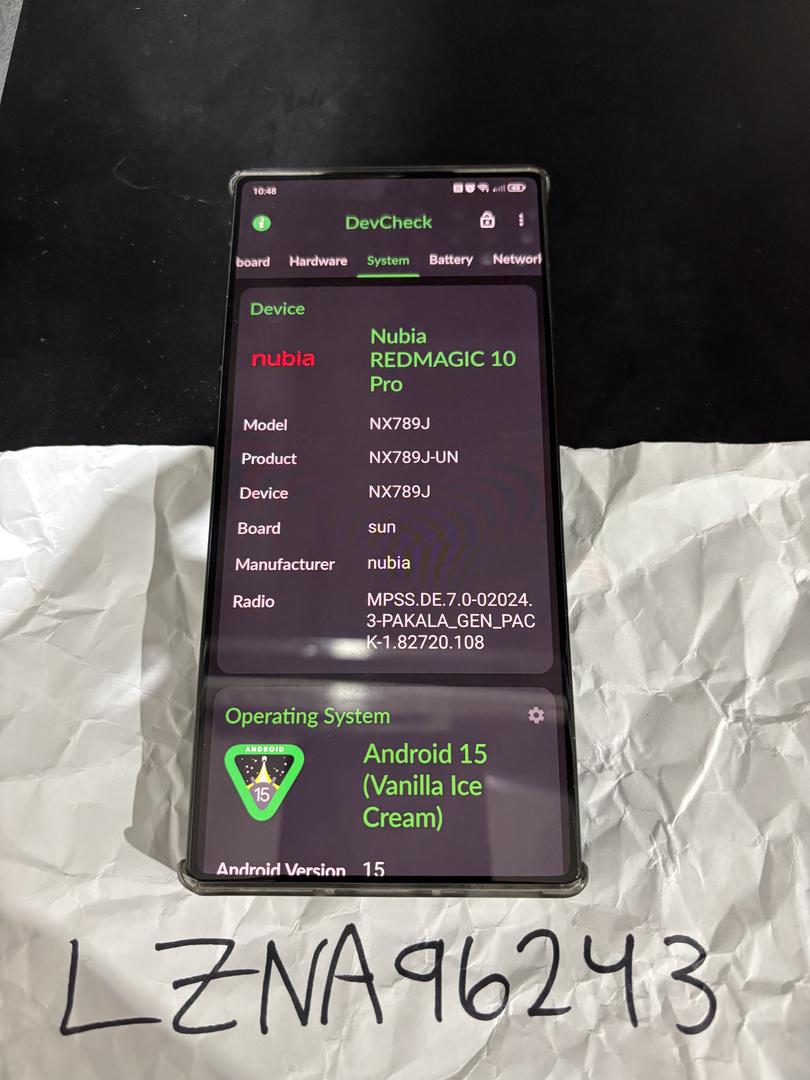 10:48
DevCheck
board Hardware System Battery Network
Device
nubia
Nubia
REDMAGIC 10
Pro
Model NX789J
Product NX789J-UN
Device NX789J
Board sun
Manufacturer nubia
Radio MPSS.DE.7.0-02024.
3-PAKALA_GEN_PAC
K-1.82720.108
Operating System
ANDROID
15
Android 15
(Vanilla Ice
Cream)
Android Version 15
LZNA96243